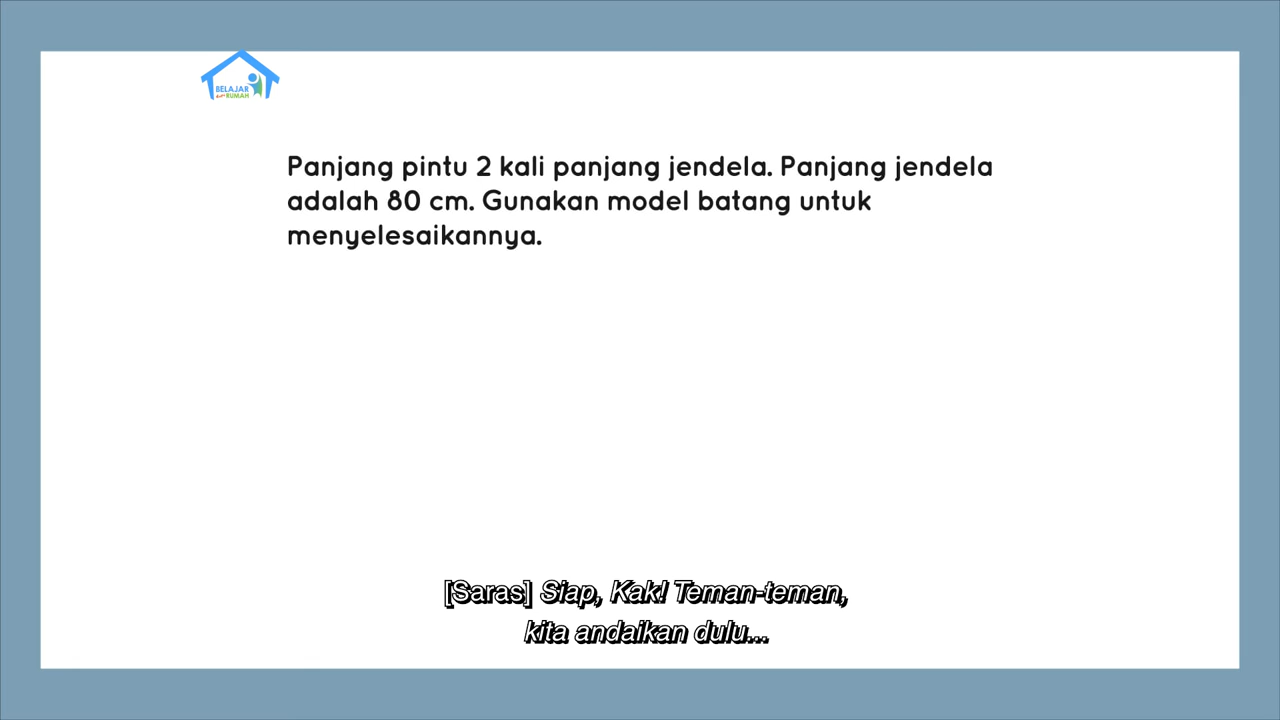 BELAJAR
dari RUMAH
Panjang pintu 2 kali panjang jendela. Panjang jendela
adalah 80 cm. Gunakan model batang untuk
menyelesaikannya.
[Saras] Siap, Kak! Teman-teman,
kita andaikan dulu...